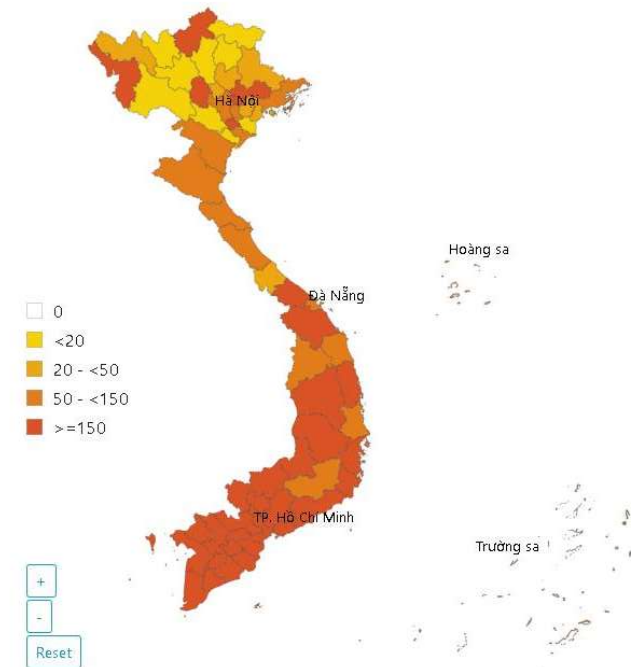 Hà Nội
Hoàng sa
Đà Nẵng
0
<20
20 - <50
50 - <150
>=150
TP. Hồ Chí Minh
Trường sa
+
-
Reset